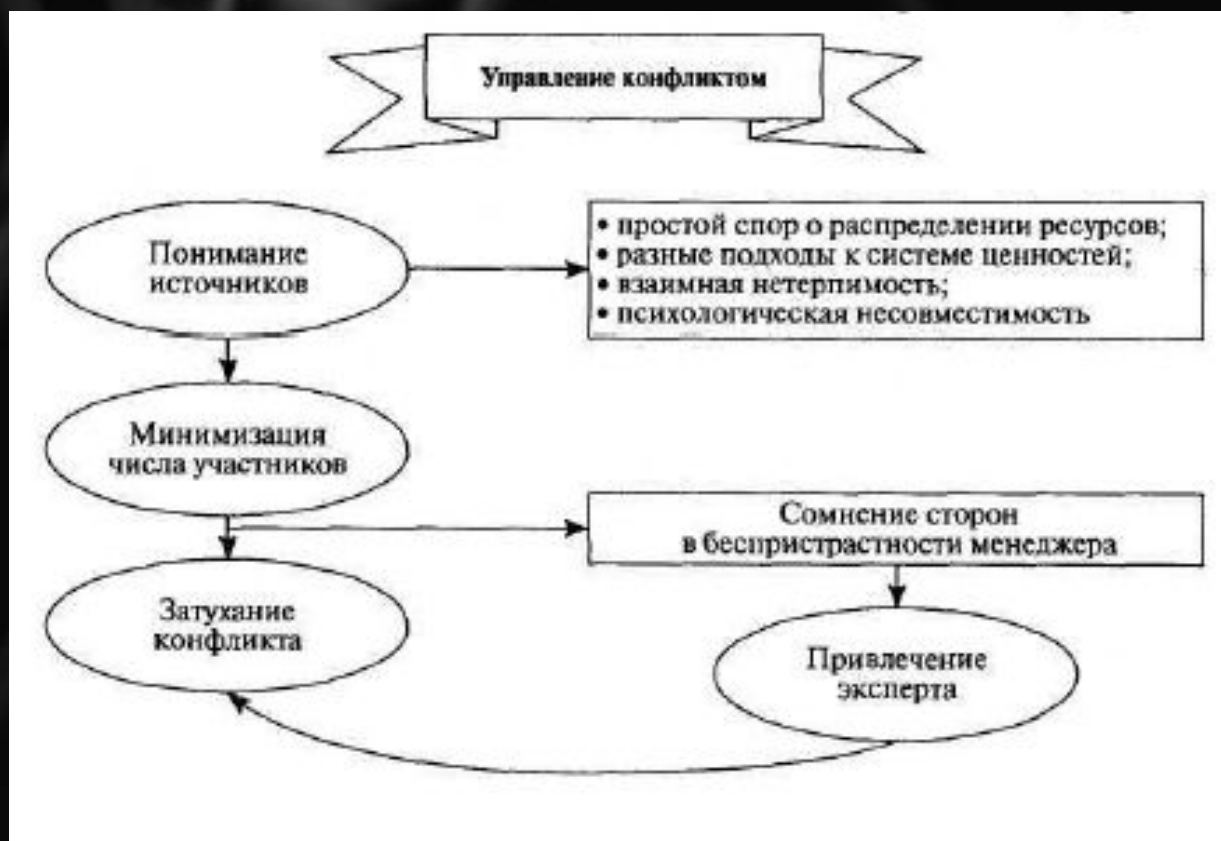 Управление конфликтом
Понимание
источников
• простой спор о распределении ресурсов;
• разные подходы к системе ценностей;
• взаимная нетерпимость;
• психологическая несовместимость
Минимизация
числа участников
Сомнение сторон
в беспристрастности менеджера
Затухание
конфликта
Привлечение
эксперта